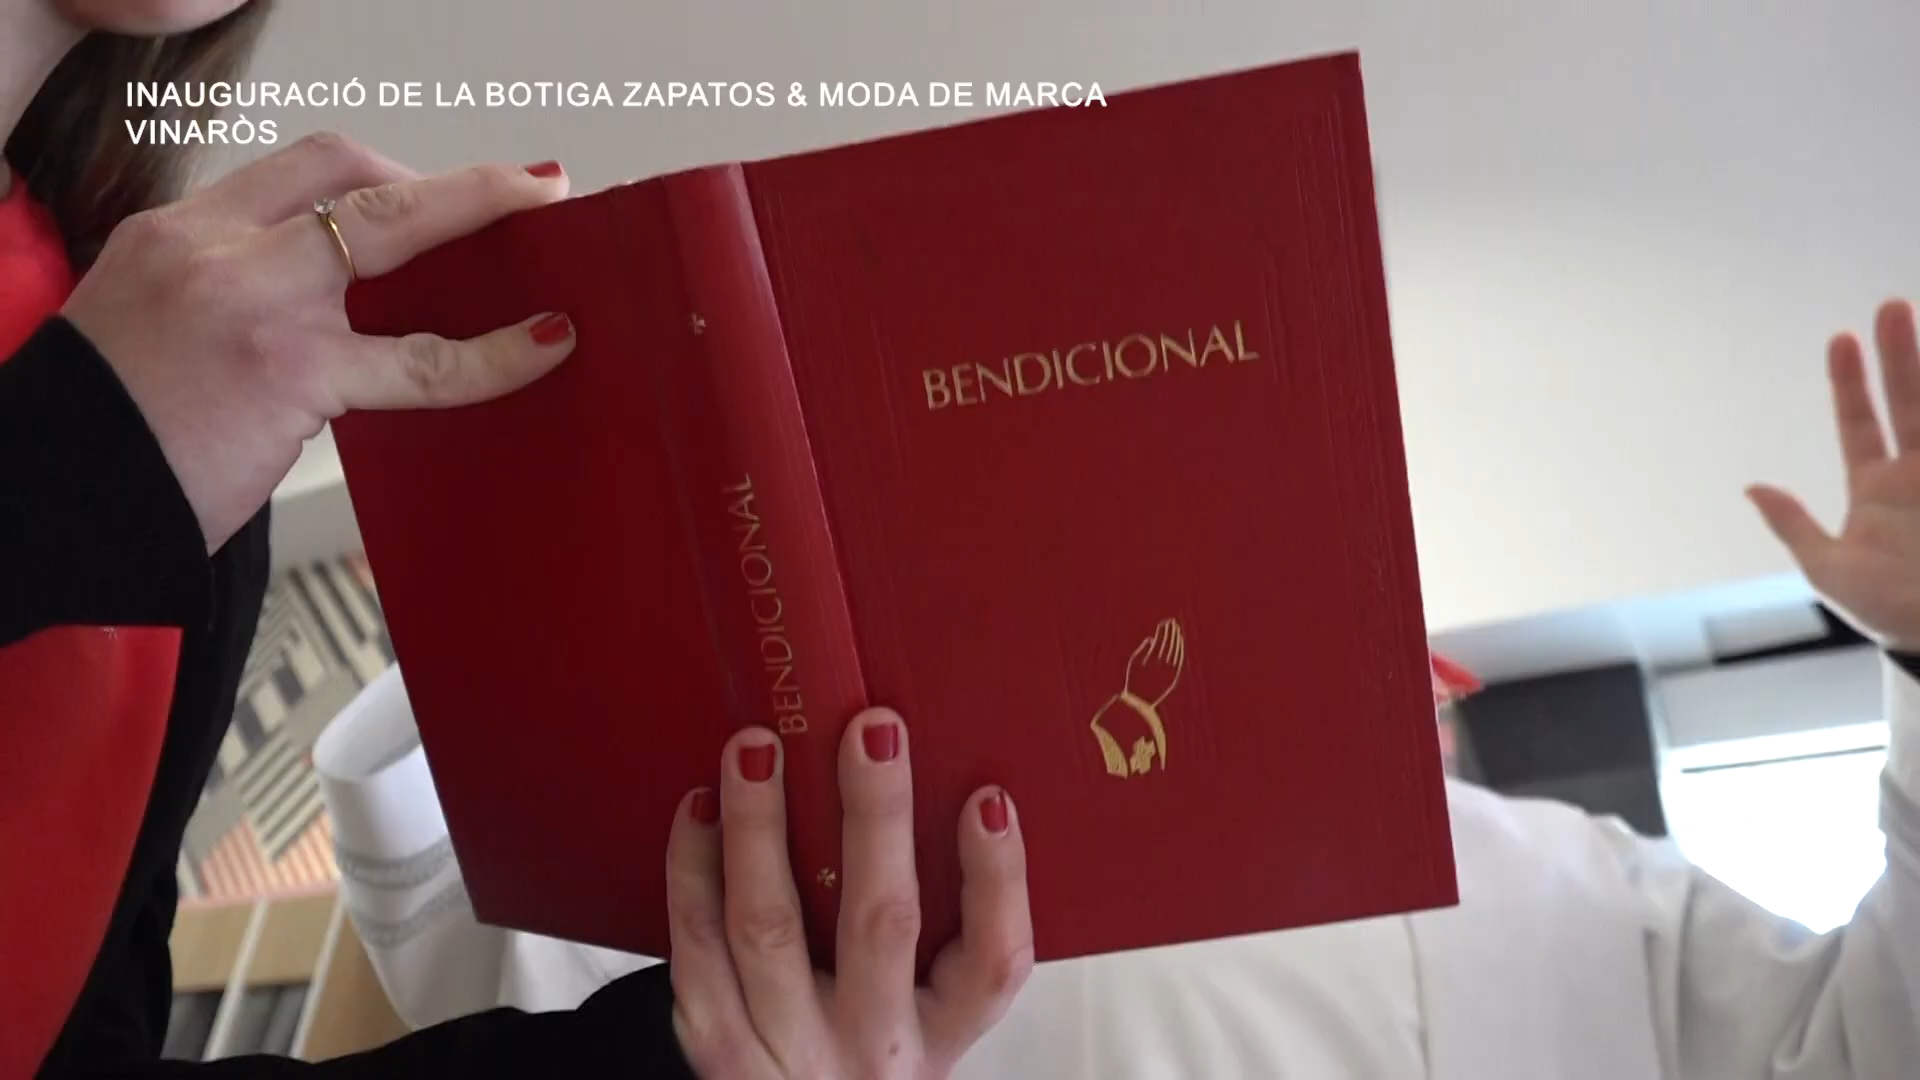 INAUGURACIÓ DE LA BOTIGA ZAPATOS & MODA DE MARCA
VINARÒS
BENDICIONAL
BENDICIONAL